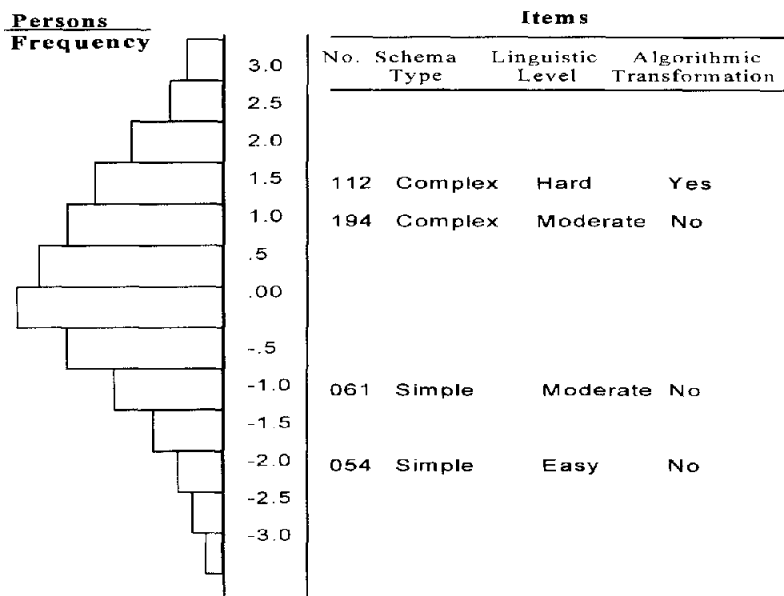 Persons
Frequency
Items
No. Schema Type Linguistic Level Algorithmic Transformation
3.0
2.5
2.0
1.5 112 Complex Hard Yes
1.0 194 Complex Moderate No
.5
.00
-.5
-1.0 061 Simple Moderate No
-1.5
-2.0 054 Simple Easy No
-2.5
-3.0